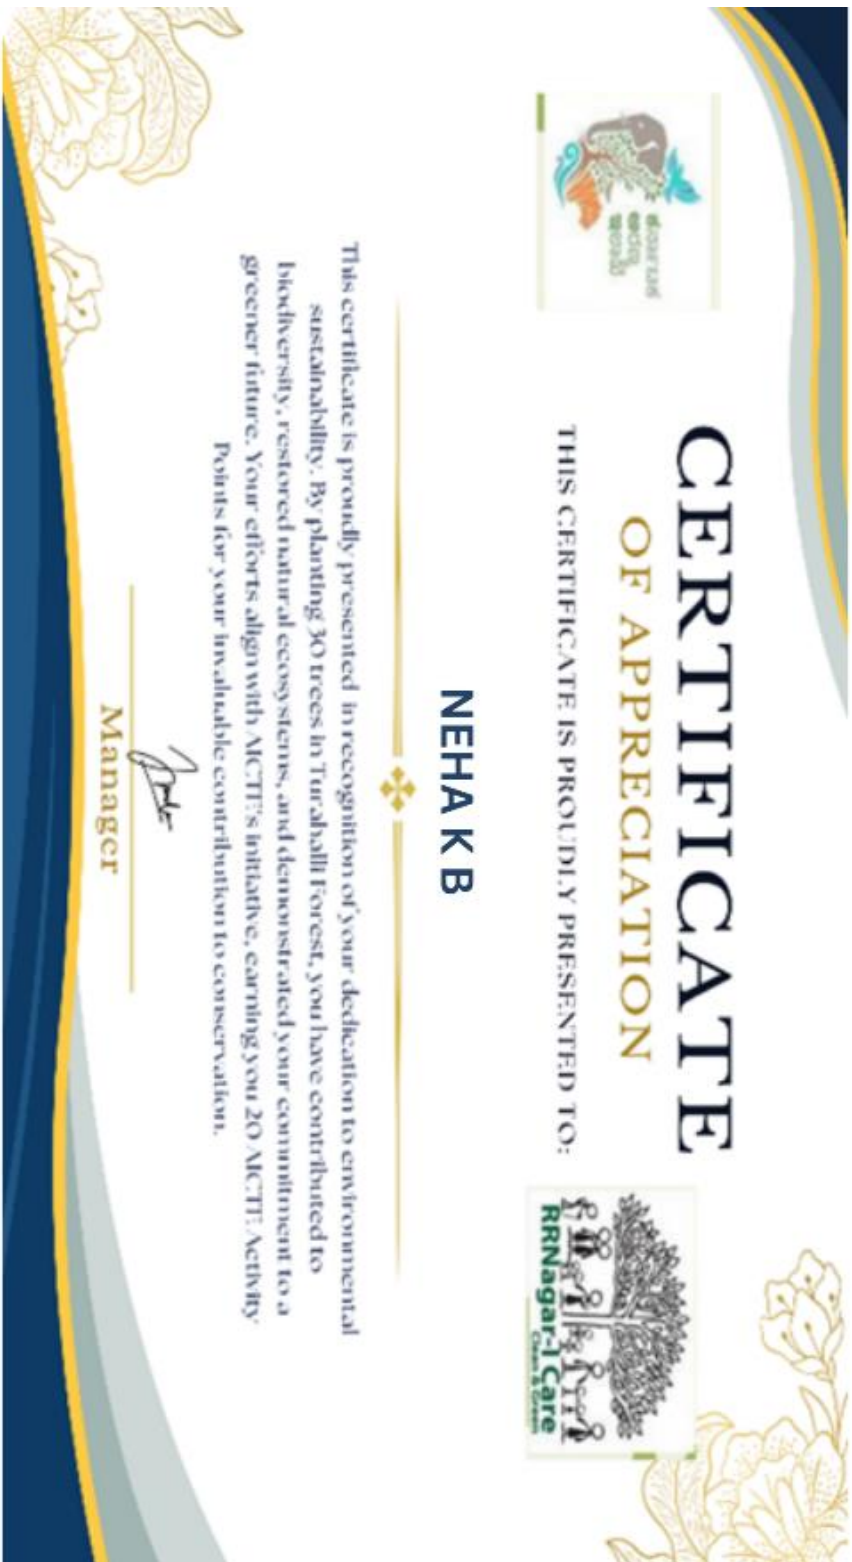 CERTIFICATE
OF APPRECIATION
THIS CERTIFICATE IS PROUDLY PRESENTED TO:
RRNagar-I Care
Clean & Green
NEHA K B
This certificate is proudly presented in recognition of your dedication to environmental
sustainability. By planting 30 trees in Turahalli Forest, you have contributed to
biodiversity, restored natural ecosystems, and demonstrated your commitment to a
greener future. Your efforts align with AICTE's initiative, earning you 20 AICTE Activity
Points for your invaluable contribution to conservation.
Manager